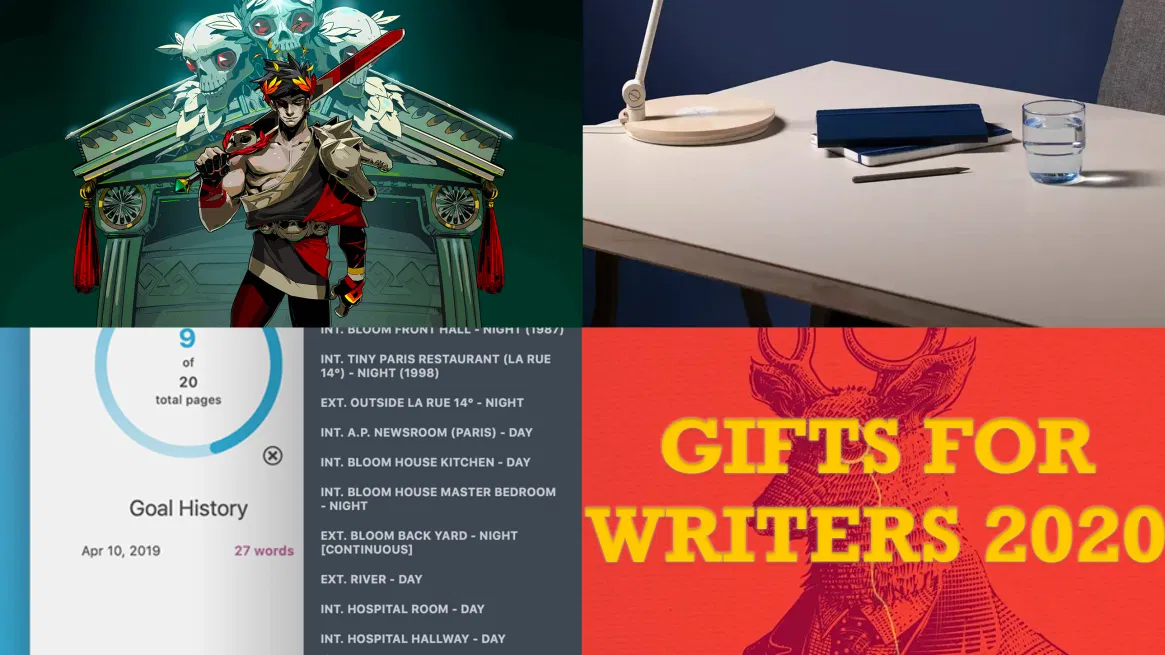 9
of
20
total pages
Goal History
Apr 10, 2019
27 words
INT. BLOOM FRONT HALL - NIGHT (1987)
INT. TINY PARIS RESTAURANT (LA RUE
14°) - NIGHT (1998)
EXT. OUTSIDE LA RUE 14° - NIGHT
INT. A.P. NEWSROOM (PARIS) - DAY
INT. BLOOM HOUSE KITCHEN - DAY
INT. BLOOM HOUSE MASTER BEDROOM
- NIGHT
EXT. BLOOM BACK YARD - NIGHT
[CONTINUOUS]
EXT. RIVER - DAY
INT. HOSPITAL ROOM - DAY
INT. HOSPITAL HALLWAY - DAY
GIFTS FOR
WRITERS 2020